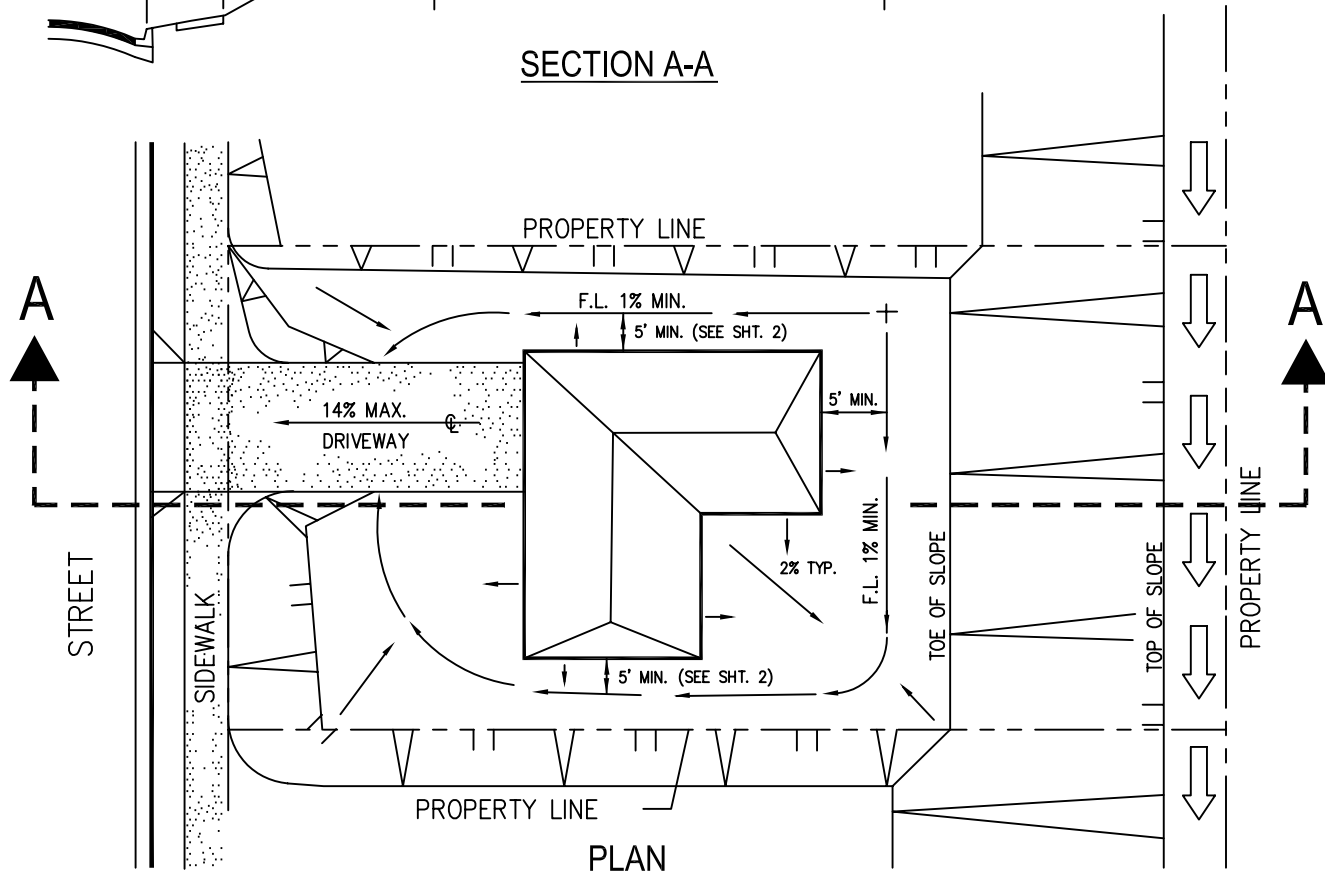 SECTION A-A
PROPERTY LINE
A
A
F.L. 1% MIN.
5' MIN. (SEE SHT. 2)
5' MIN.
14% MAX.
℄
DRIVEWAY
2% TYP.
F.L. 1% MIN.
TOE OF SLOPE
TOP OF SLOPE
PROPERTY LINE
STREET
SIDEWALK
5' MIN. (SEE SHT. 2)
PROPERTY LINE
PLAN